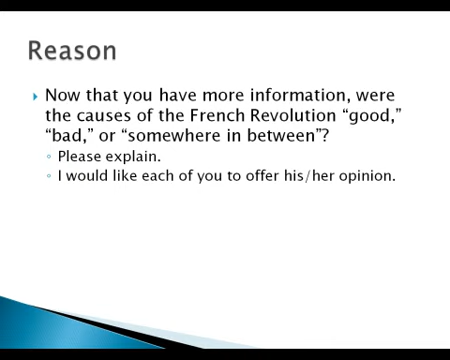 Reason
Now that you have more information, were
the causes of the French Revolution “good,”
“bad,” or “somewhere in between”?
Please explain.
I would like each of you to offer his/her opinion.